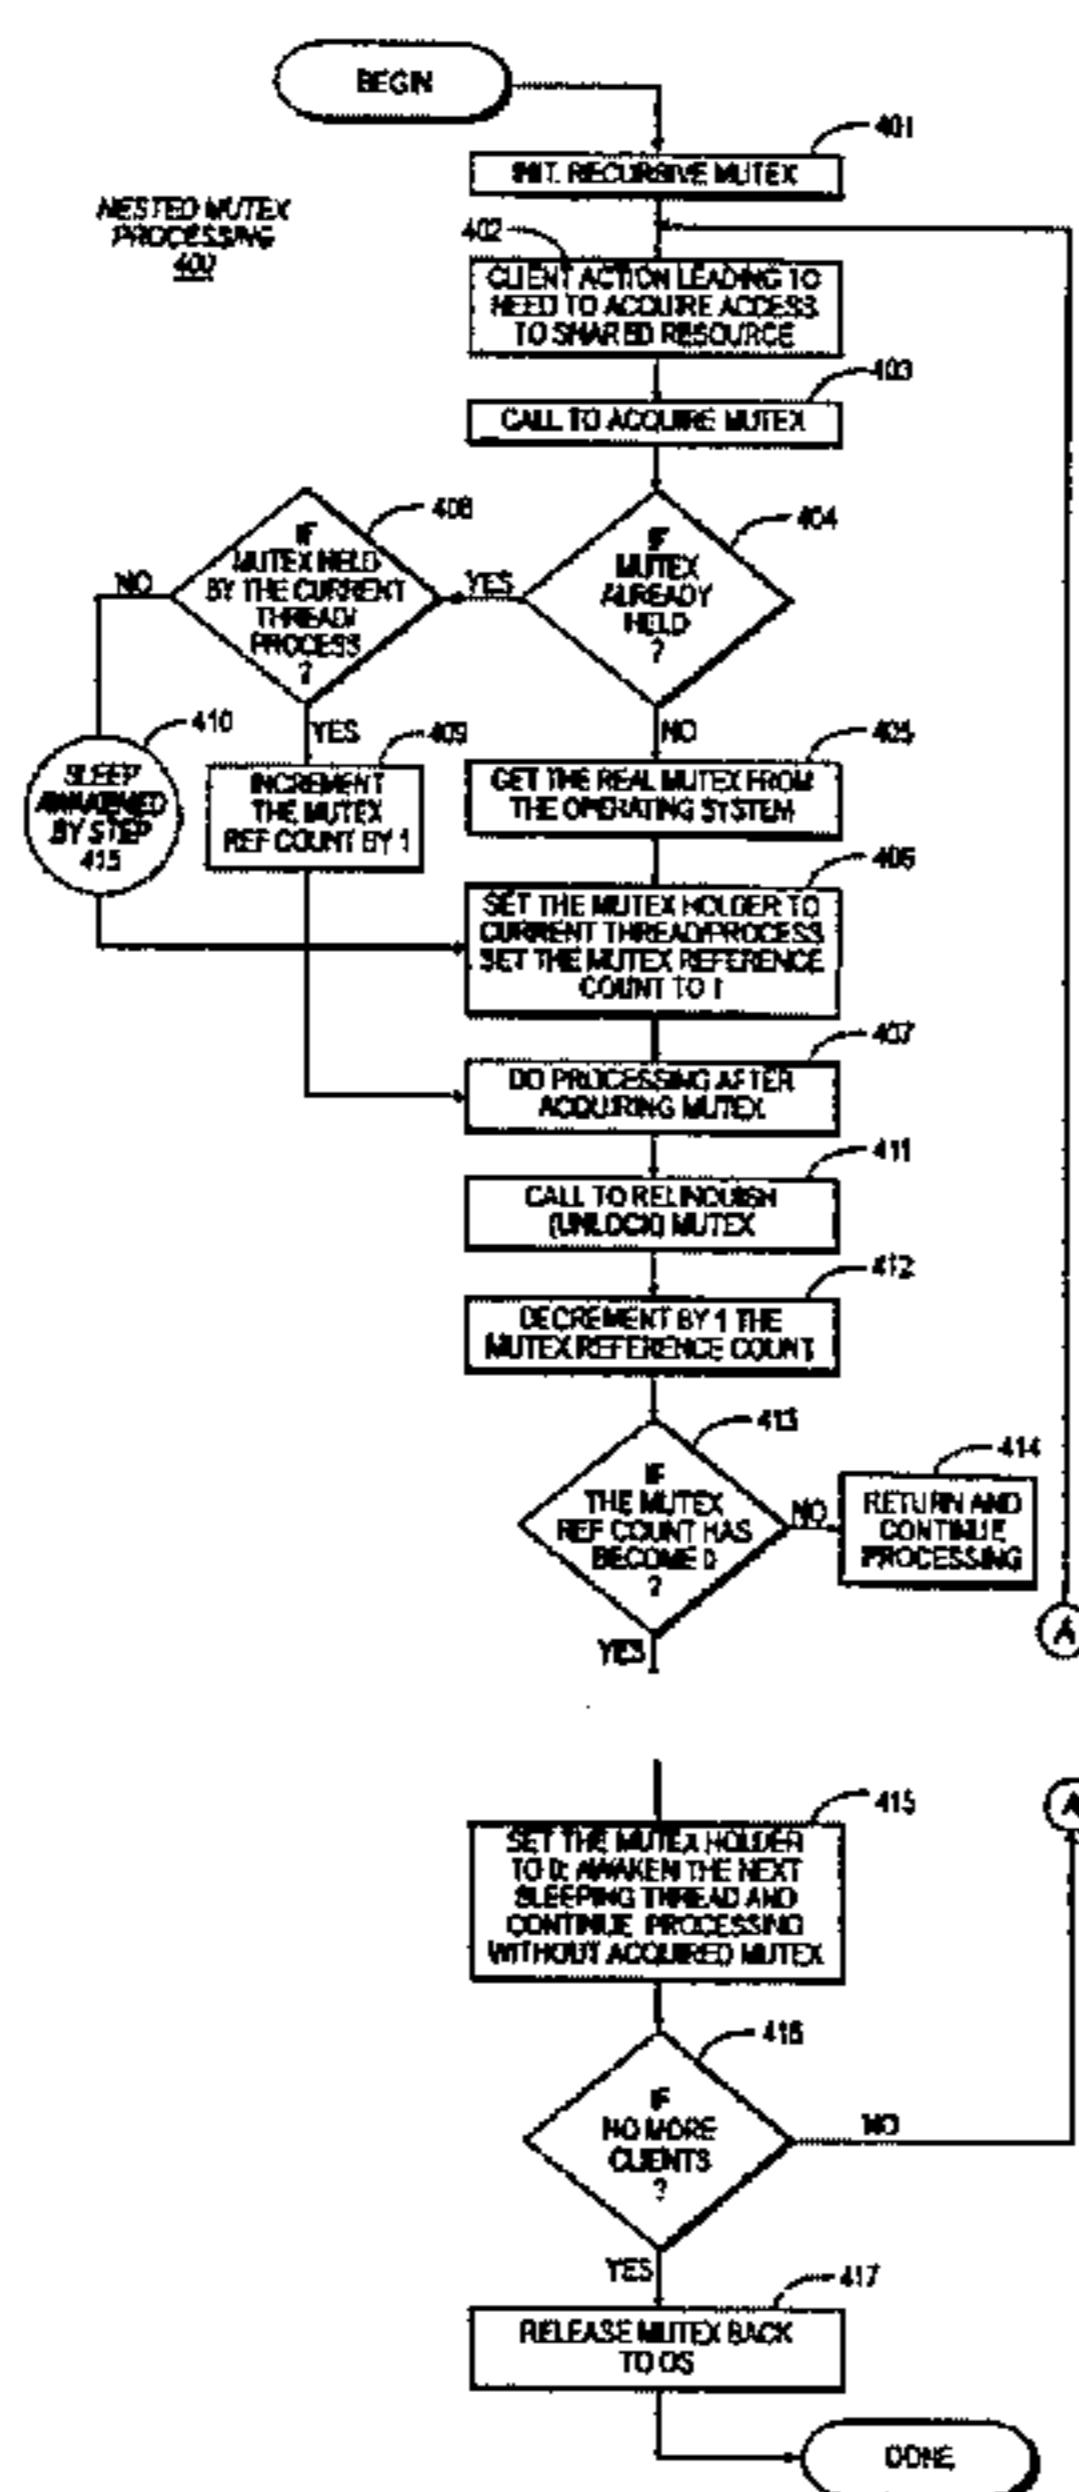 BEGIN
401
INIT. RECURSIVE MUTEX
NESTED MUTEX
PROCESSING
400
402
CLIENT ACTION LEADING TO
NEED TO ACQUIRE ACCESS
TO SHARED RESOURCE
403
CALL TO ACQUIRE MUTEX
408
IF
MUTEX HELD
BY THE CURRENT
THREAD/
PROCESS
?
NO
YES
404
IF
MUTEX
ALREADY
HELD
?
410
SLEEP
AWAKENED
BY STEP
415
YES
409
INCREMENT
THE MUTEX
REF COUNT BY 1
NO
405
GET THE REAL MUTEX FROM
THE OPERATING SYSTEM
406
SET THE MUTEX HOLDER TO
CURRENT THREAD/PROCESS
SET THE MUTEX REFERENCE
COUNT TO 1
407
DO PROCESSING AFTER
ACQUIRING MUTEX
411
CALL TO RELINQUISH
(UNLOCK) MUTEX
412
DECREMENT BY 1 THE
MUTEX REFERENCE COUNT
413
IF
THE MUTEX
REF COUNT HAS
BECOME 0
?
NO
414
RETURN AND
CONTINUE
PROCESSING
A
YES
A
415
SET THE MUTEX HOLDER
TO 0; AWAKEN THE NEXT
SLEEPING THREAD AND
CONTINUE PROCESSING
WITHOUT ACQUIRED MUTEX
416
IF
NO MORE
CLIENTS
?
NO
YES
417
RELEASE MUTEX BACK
TO OS
DONE